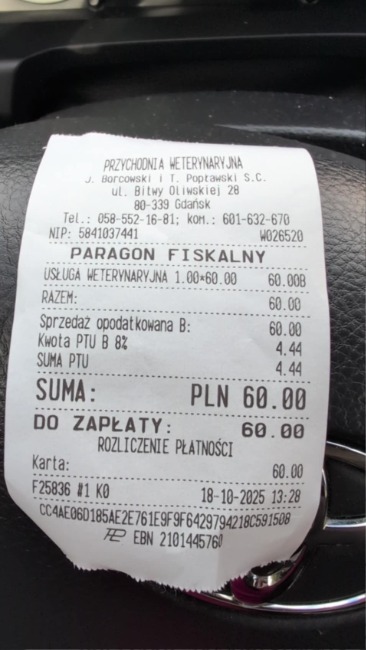 PRZYCHODNIA WETERYNARYJNA
J. Borcowski i T. Popławski S.C.
ul. Bitwy Oliwskiej 28
80-339 Gdańsk
Tel.: 058-552-16-81; kom.: 601-632-670
NIP: 5841037441 W026520
PARAGON FISKALNY
USŁUGA WETERYNARYJNA 1.00*60.00 60.00B
RAZEM: 60.00
Sprzedaż opodatkowana B: 60.00
Kwota PTU B 8% 4.44
SUMA PTU 4.44
SUMA: PLN 60.00
DO ZAPŁATY: 60.00
ROZLICZENIE PŁATNOŚCI
Karta: 60.00
F25836 #1 K0 18-10-2025 13:28
CC4AE06D185AE2E761E9F9F6429794218C591508
EBN 2101445760